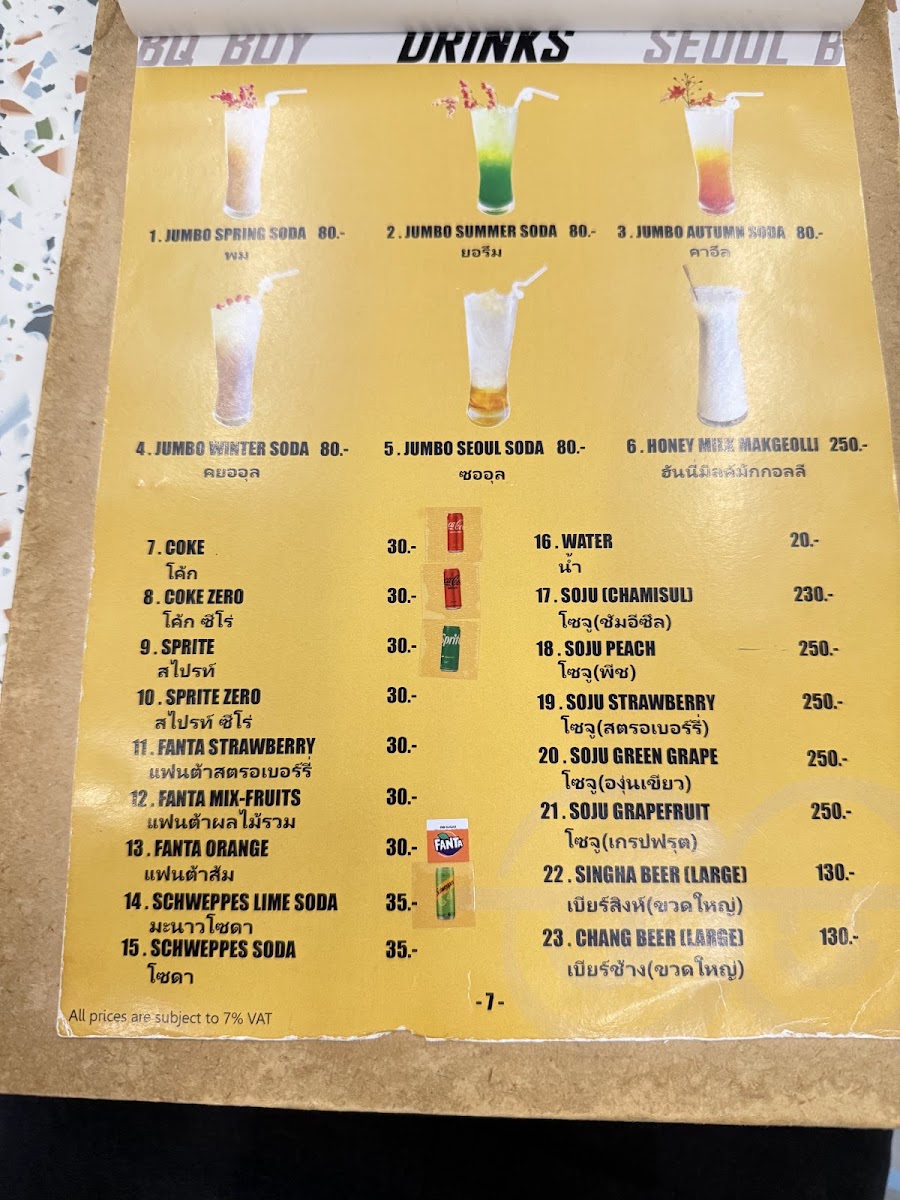 BQ BOY DRINKS SEOUL B
1. JUMBO SPRING SODA 80.-
พม
2. JUMBO SUMMER SODA 80.-
ยอรึม
3. JUMBO AUTUMN SODA 80.-
คาอึล
4. JUMBO WINTER SODA 80.-
คยออุล
5. JUMBO SEOUL SODA 80.-
ซออุล
6. HONEY MILK MAKGEOLLI 250.-
ฮันนีมิลค์มักกอลลี
7. COKE 30.-
โค้ก
8. COKE ZERO 30.-
โค้ก ซีโร่
9. SPRITE 30.-
สไปรท์
10. SPRITE ZERO 30.-
สไปรท์ ซีโร่
11. FANTA STRAWBERRY 30.-
แฟนต้าสตรอเบอร์รี่
12. FANTA MIX-FRUITS 30.-
แฟนต้าผลไม้รวม
13. FANTA ORANGE 30.-
FANTA
แฟนต้าส้ม
14. SCHWEPPES LIME SODA 35.-
มะนาวโซดา
15. SCHWEPPES SODA 35.-
โซดา
16. WATER 20.-
น้ำ
17. SOJU (CHAMISUL) 230.-
โซจู(ชัมอีซึล)
18. SOJU PEACH 250.-
โซจู(พีช)
19. SOJU STRAWBERRY 250.-
โซจู(สตรอเบอร์รี่)
20. SOJU GREEN GRAPE 250.-
โซจู(องุ่นเขียว)
21. SOJU GRAPEFRUIT 250.-
โซจู(เกรปฟรุต)
22. SINGHA BEER (LARGE) 130.-
เบียร์สิงห์(ขวดใหญ่)
23. CHANG BEER (LARGE) 130.-
เบียร์ช้าง(ขวดใหญ่)
- 7 -
All prices are subject to 7% VAT